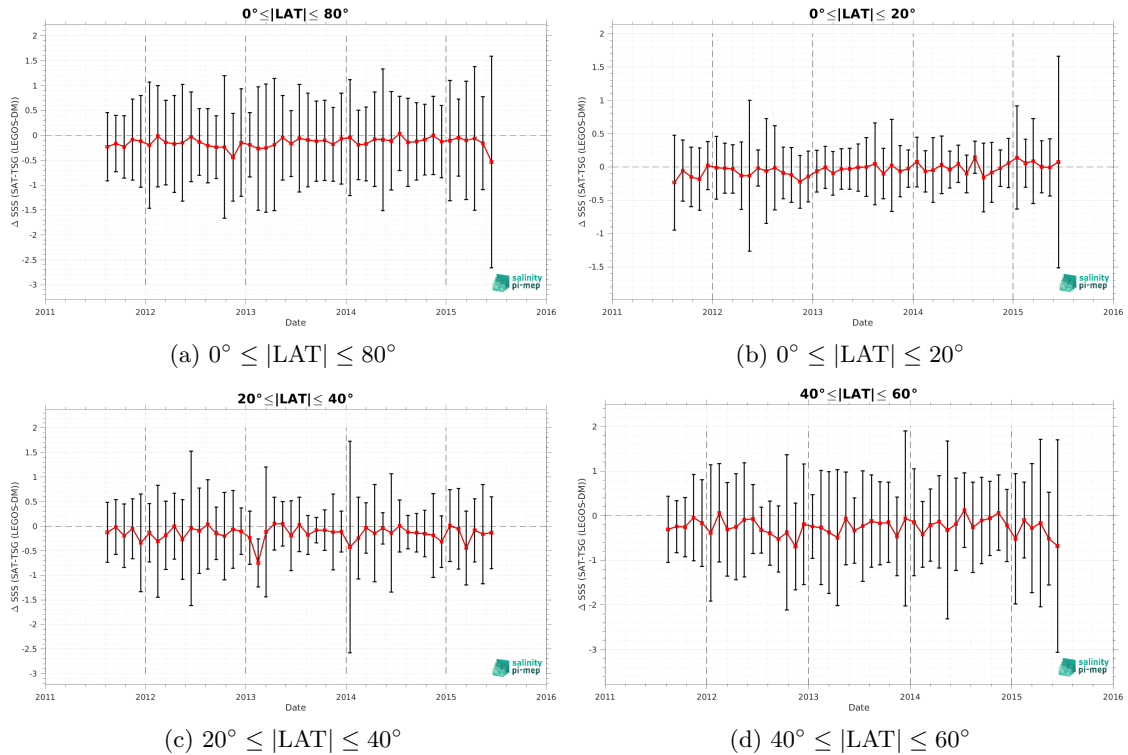 0°≤|LAT|≤ 80°
Δ SSS (SAT-TSG (LEGOS-DM))
2
1.5
1
0.5
0
-0.5
-1
-1.5
-2
-2.5
-3
2011
2012
2013
2014
2015
2016
Date
salinity
pi-mep
(a) 0° ≤ |LAT| ≤ 80°
0°≤|LAT|≤ 20°
Δ SSS (SAT-TSG (LEGOS-DM))
2
1.5
1
0.5
0
-0.5
-1
-1.5
2011
2012
2013
2014
2015
2016
Date
salinity
pi-mep
(b) 0° ≤ |LAT| ≤ 20°
20°≤|LAT|≤ 40°
Δ SSS (SAT-TSG (LEGOS-DM))
2
1.5
1
0.5
0
-0.5
-1
-1.5
-2
-2.5
-3
2011
2012
2013
2014
2015
2016
Date
salinity
pi-mep
(c) 20° ≤ |LAT| ≤ 40°
40°≤|LAT|≤ 60°
Δ SSS (SAT-TSG (LEGOS-DM))
2
1
0
-1
-2
-3
2011
2012
2013
2014
2015
2016
Date
salinity
pi-mep
(d) 40° ≤ |LAT| ≤ 60°